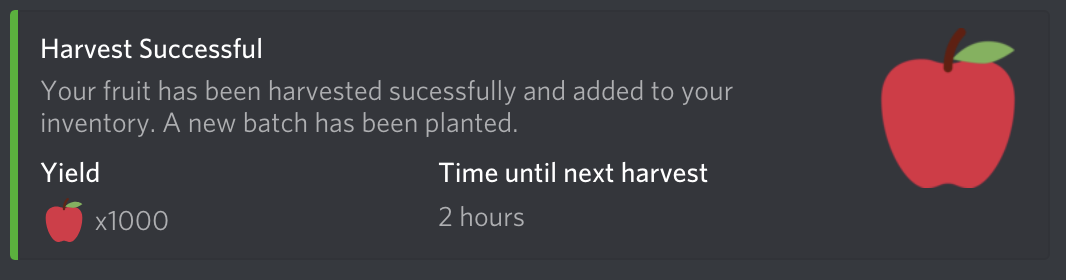 Harvest Successful
Your fruit has been harvested sucessfully and added to your
inventory. A new batch has been planted.
Yield
Time until next harvest
x1000
2 hours